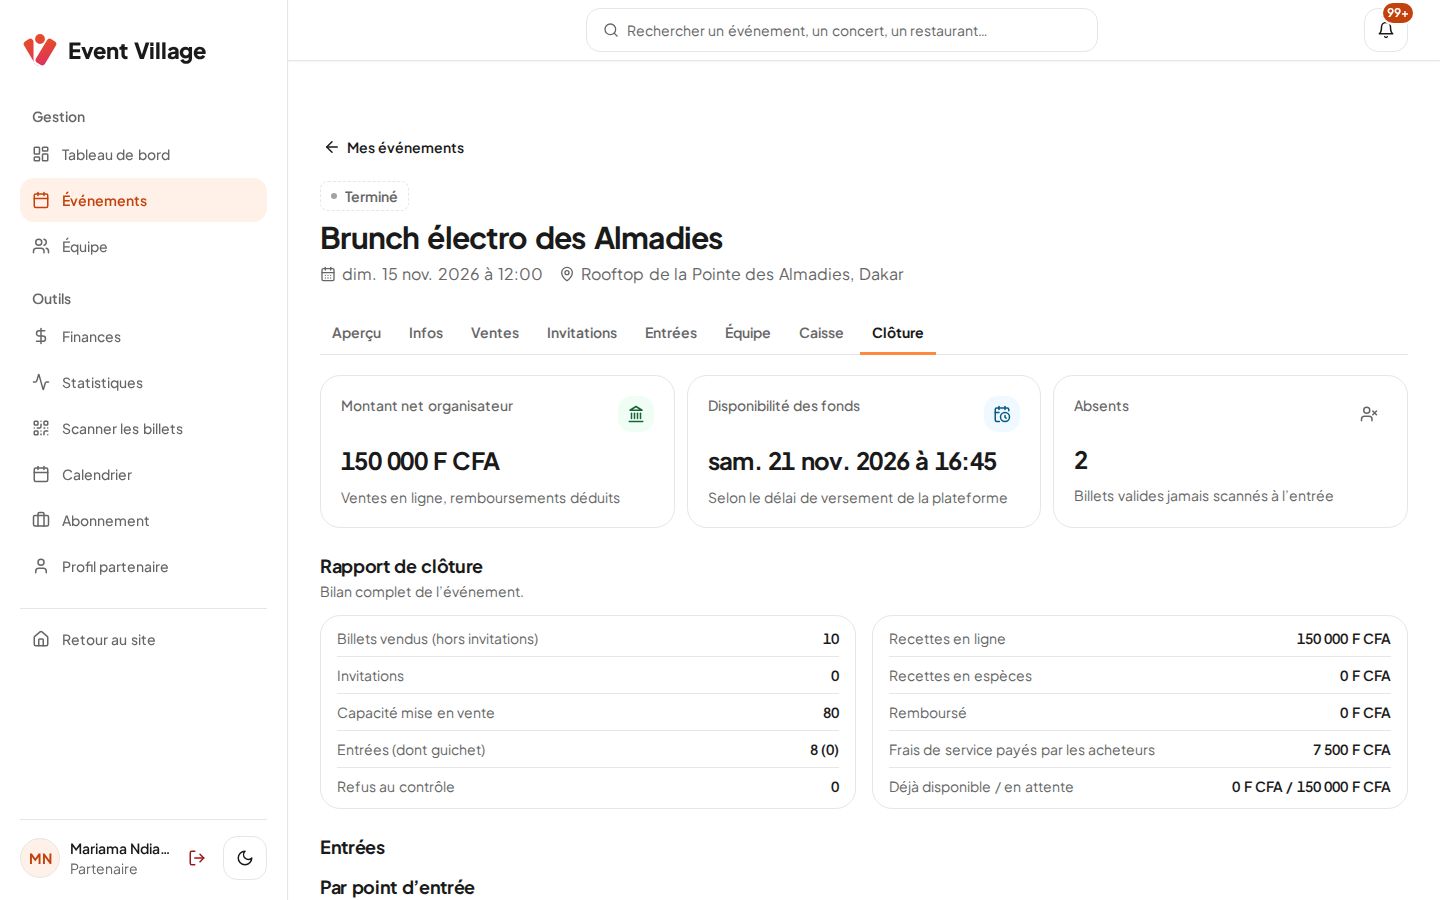 Event Village
Rechercher un événement, un concert, un restaurant…
99+
Gestion
Tableau de bord
Événements
Équipe
Outils
Finances
Statistiques
Scanner les billets
Calendrier
Abonnement
Profil partenaire
Retour au site
MN
Mariama Ndia…
Partenaire
Mes événements
Terminé
Brunch électro des Almadies
dim. 15 nov. 2026 à 12:00 Rooftop de la Pointe des Almadies, Dakar
Aperçu Infos Ventes Invitations Entrées Équipe Caisse Clôture
Montant net organisateur
150 000 F CFA
Ventes en ligne, remboursements déduits
Disponibilité des fonds
sam. 21 nov. 2026 à 16:45
Selon le délai de versement de la plateforme
Absents
2
Billets valides jamais scannés à l’entrée
Rapport de clôture
Bilan complet de l’événement.
Billets vendus (hors invitations) 10
Invitations 0
Capacité mise en vente 80
Entrées (dont guichet) 8 (0)
Refus au contrôle 0
Recettes en ligne 150 000 F CFA
Recettes en espèces 0 F CFA
Remboursé 0 F CFA
Frais de service payés par les acheteurs 7 500 F CFA
Déjà disponible / en attente 0 F CFA / 150 000 F CFA
Entrées
Par point d’entrée